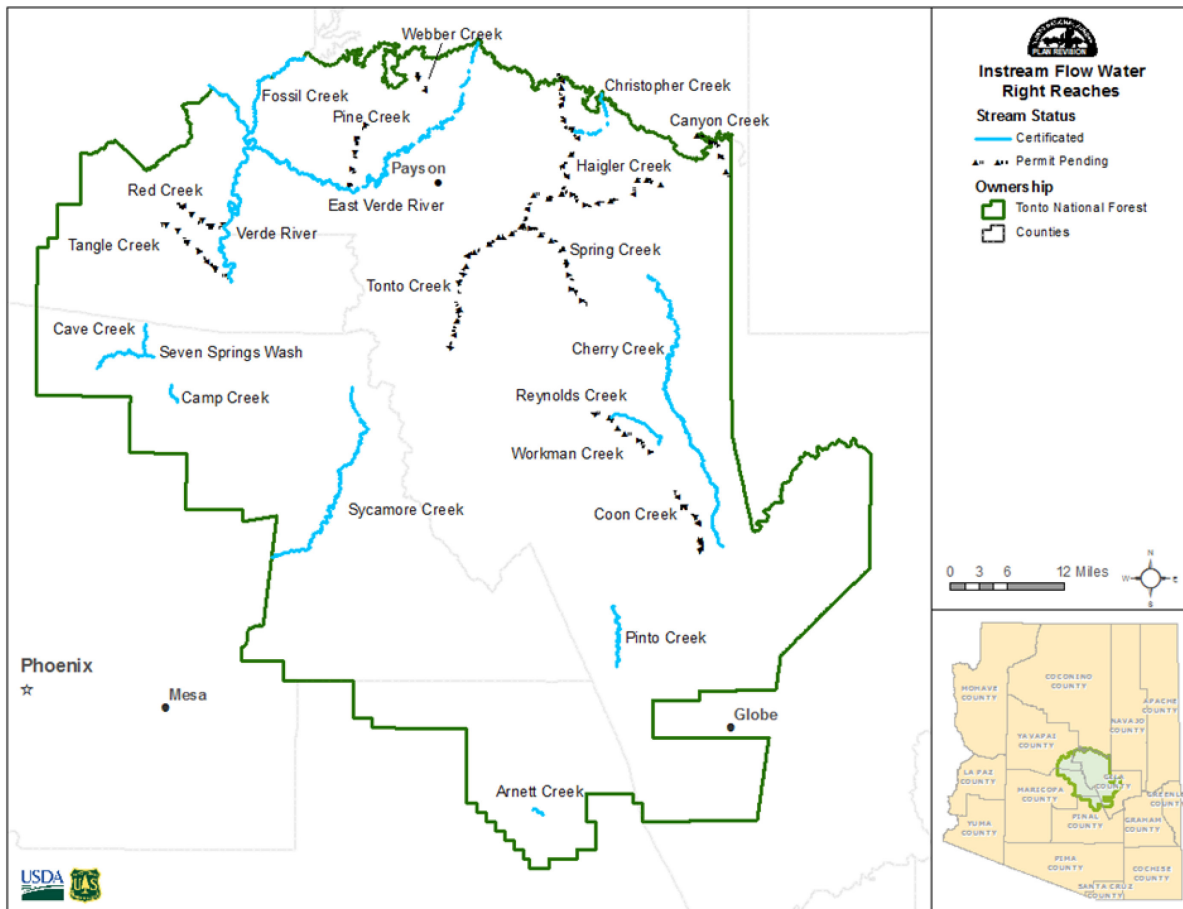 Webber Creek
Fossil Creek
Christopher Creek
Pine Creek
Canyon Creek
Payson
Haigler Creek
Red Creek
East Verde River
Verde River
Tangle Creek
Spring Creek
Tonto Creek
Cave Creek
Seven Springs Wash
Cherry Creek
Camp Creek
Reynolds Creek
Workman Creek
Sycamore Creek
Coon Creek
Pinto Creek
Phoenix
Mesa
Globe
Arnett Creek
USDA
UAS
PLAN REVISION
Instream Flow Water
Right Reaches
Stream Status
Certificated
Permit Pending
Ownership
Tonto National Forest
Counties
0 3 6 12 Miles
N
W E
S
COCONINO
COUNTY
MOHAVE
COUNTY
APACHE
COUNTY
NAVAJO
COUNTY
YAVAPAI
COUNTY
LA PAZ
COUNTY
GILA
COUNTY
MARICOPA
COUNTY
GREENLEE
COUNTY
PINAL
COUNTY
GRAHAM
COUNTY
YUMA
COUNTY
PIMA
COUNTY
COCHISE
COUNTY
SANTA CRUZ
COUNTY